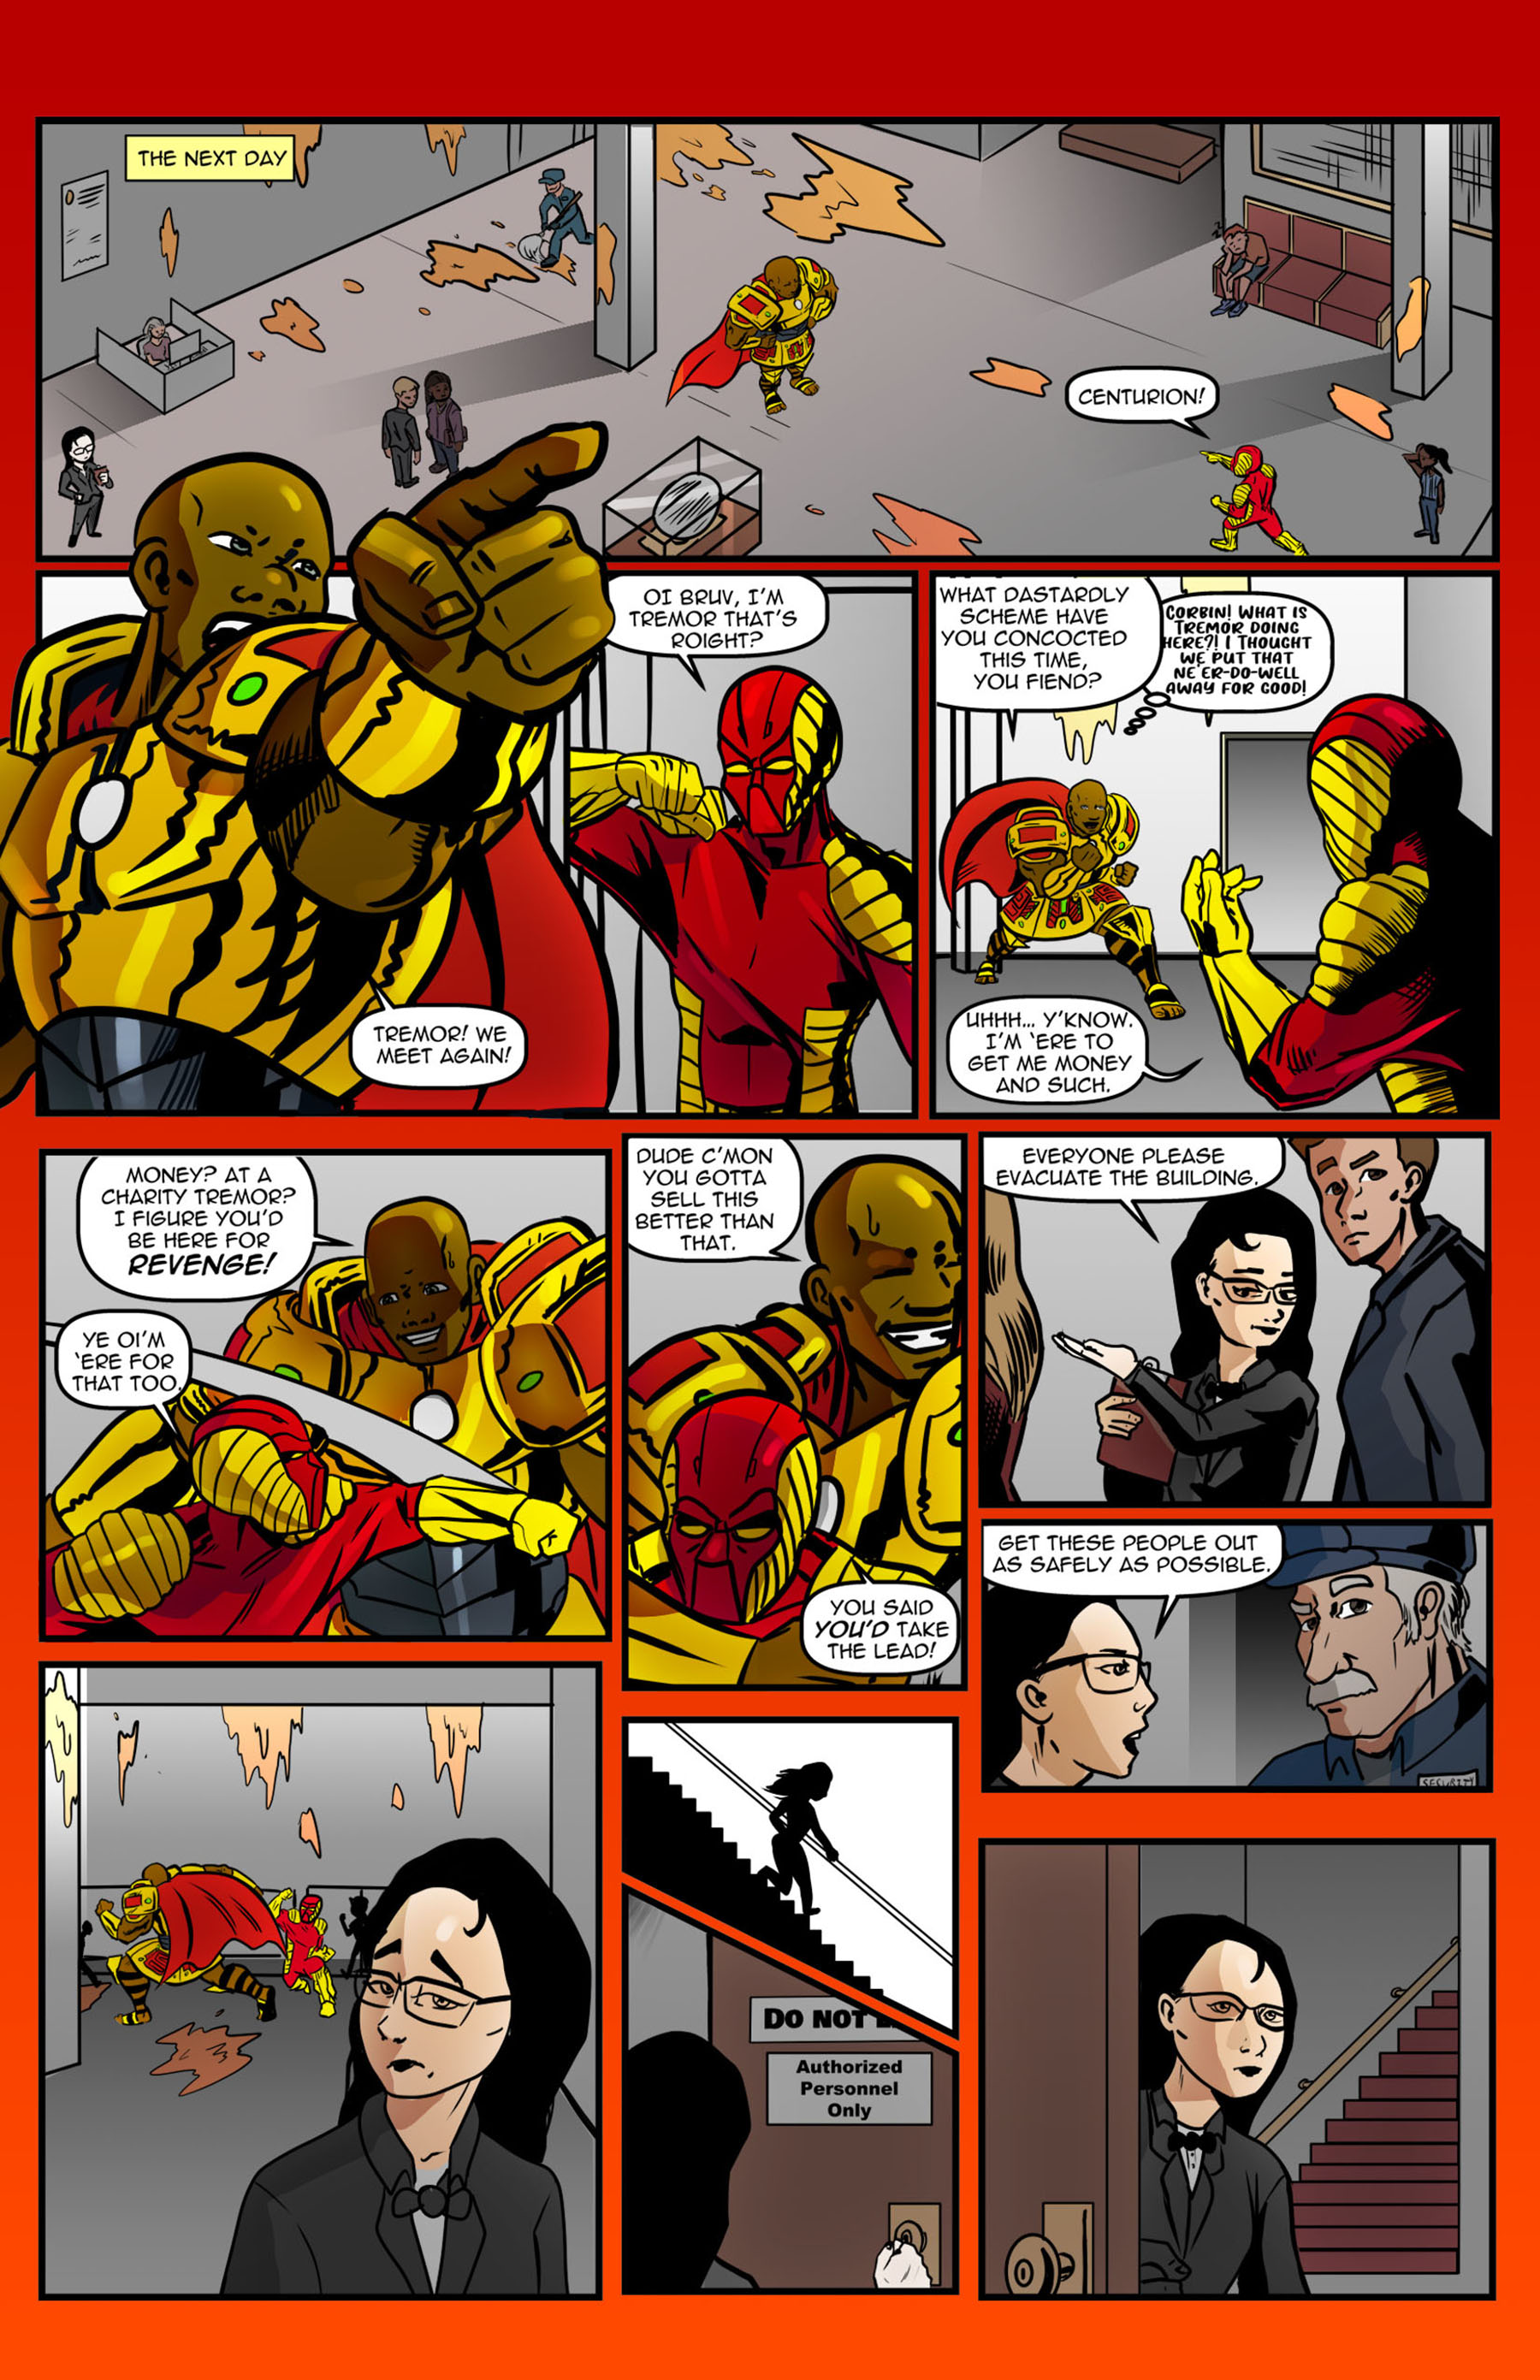 THE NEXT DAY
CENTURION!
OI BRUV, I'M
TREMOR THAT'S
ROIGHT?
TREMOR! WE
MEET AGAIN!
WHAT DASTARDLY
SCHEME HAVE
YOU CONCOCTED
THIS TIME,
YOU FIEND?
CORBIN! WHAT IS
TREMOR DOING
HERE?! I THOUGHT
WE PUT THAT
NE'ER-DO-WELL
AWAY FOR GOOD!
UHHH... Y'KNOW.
I'M 'ERE TO
GET ME MONEY
AND SUCH.
MONEY? AT A
CHARITY TREMOR?
I FIGURE YOU'D
BE HERE FOR
REVENGE!
YE OI'M
'ERE FOR
THAT TOO.
DUDE C'MON
YOU GOTTA
SELL THIS
BETTER THAN
THAT.
YOU SAID
YOU'D TAKE
THE LEAD!
EVERYONE PLEASE
EVACUATE THE BUILDING.
GET THESE PEOPLE OUT
AS SAFELY AS POSSIBLE.
SECURITY
DO NOT
Authorized
Personnel
Only